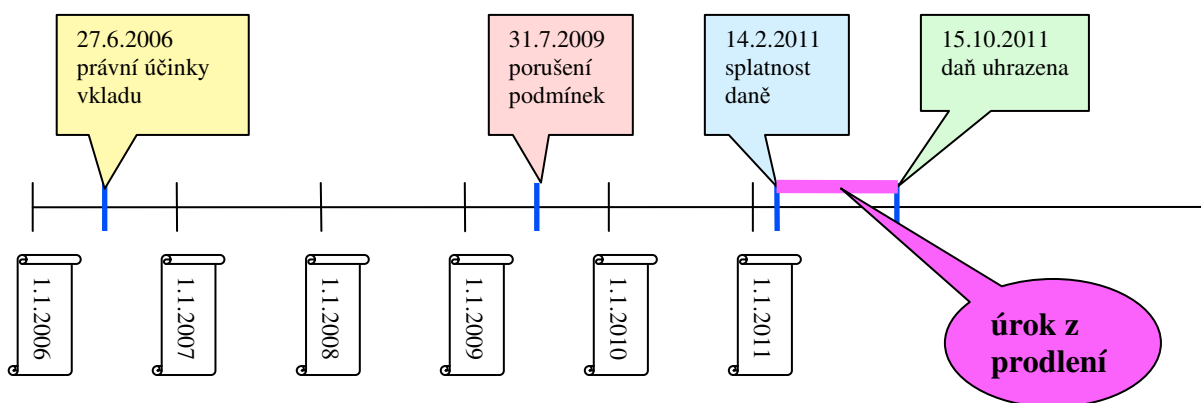 27.6.2006
právní účinky
vkladu
31.7.2009
porušení
podmínek
14.2.2011
splatnost
daně
15.10.2011
daň uhrazena
1.1.2006
1.1.2007
1.1.2008
1.1.2009
1.1.2010
1.1.2011
úrok z
prodlení